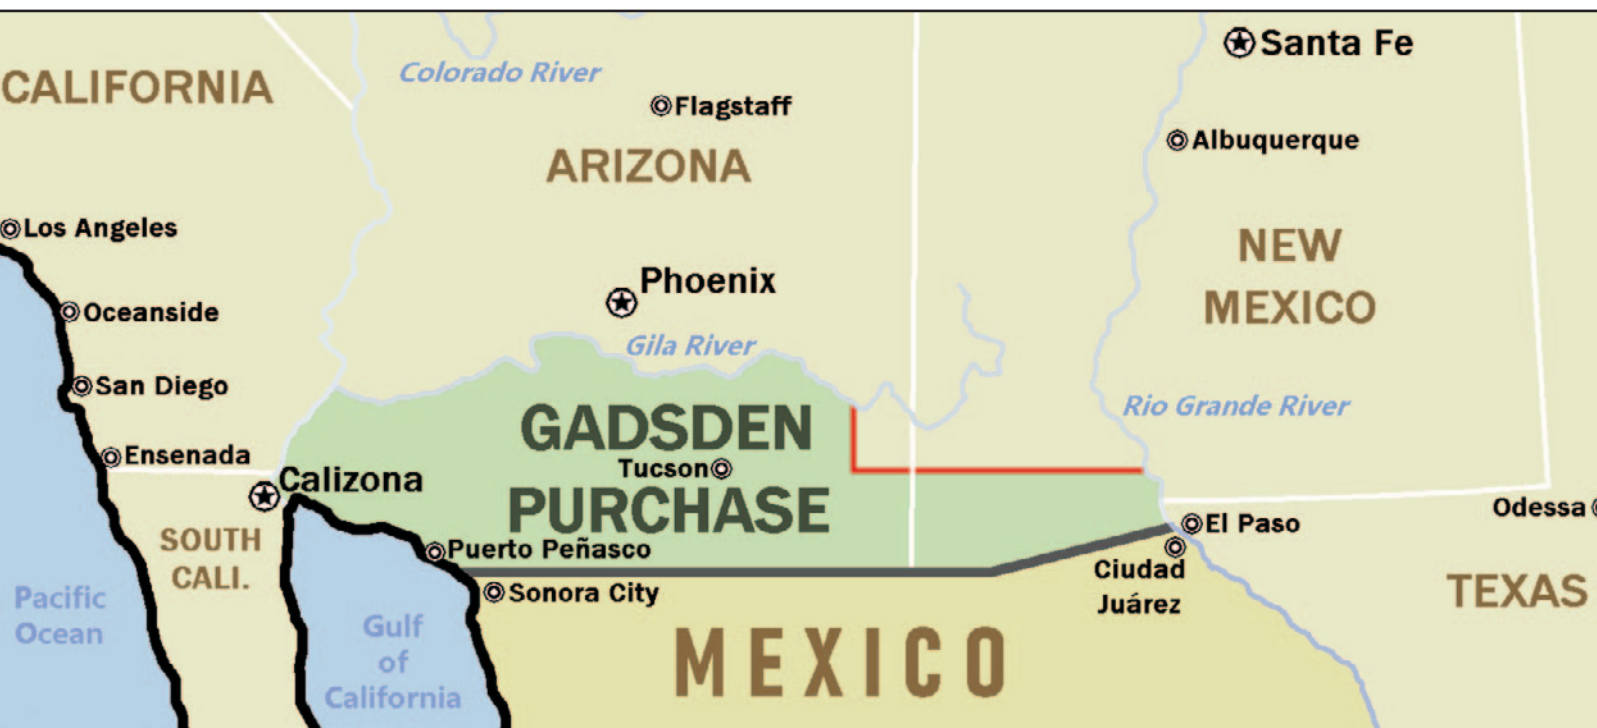 Santa Fe
Colorado River
CALIFORNIA
Flagstaff
Albuquerque
ARIZONA
Los Angeles
NEW
MEXICO
Phoenix
Oceanside
Gila River
San Diego
Rio Grande River
GADSDEN
Ensenada
Tucson
Calizona
PURCHASE
Odessa
El Paso
SOUTH
CALI.
Puerto Peñasco
Ciudad
Juárez
Sonora City
TEXAS
Pacific
Ocean
Gulf
of
California
MEXICO